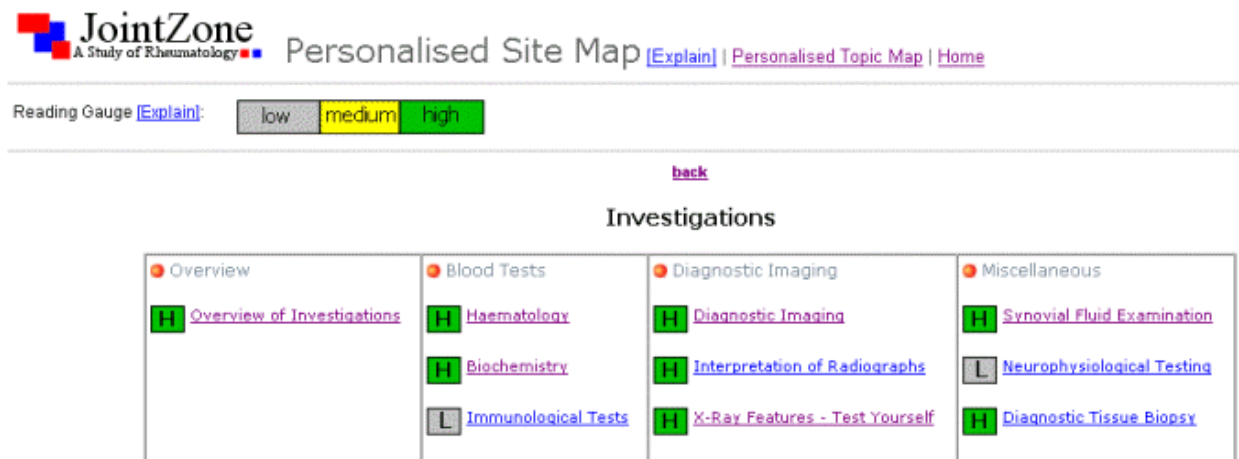 JointZone
A Study of Rheumatology
Personalised Site Map [Explain] | Personalised Topic Map | Home
Reading Gauge [Explain]: low medium high
back
Investigations
Overview Blood Tests Diagnostic Imaging Miscellaneous
H Overview of Investigations H Haematology H Diagnostic Imaging H Synovial Fluid Examination
H Biochemistry H Interpretation of Radiographs L Neurophysiological Testing
L Immunological Tests H X-Ray Features - Test Yourself H Diagnostic Tissue Biopsy